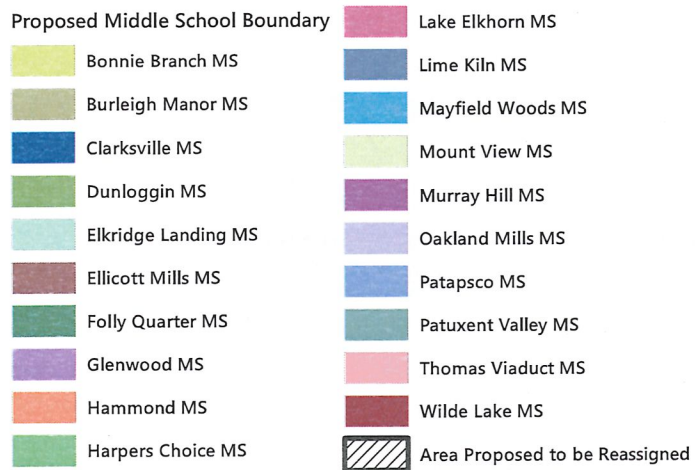 Proposed Middle School Boundary
Bonnie Branch MS
Burleigh Manor MS
Clarksville MS
Dunloggin MS
Elkridge Landing MS
Ellicott Mills MS
Folly Quarter MS
Glenwood MS
Hammond MS
Harpers Choice MS
Lake Elkhorn MS
Lime Kiln MS
Mayfield Woods MS
Mount View MS
Murray Hill MS
Oakland Mills MS
Patapsco MS
Patuxent Valley MS
Thomas Viaduct MS
Wilde Lake MS
Area Proposed to be Reassigned